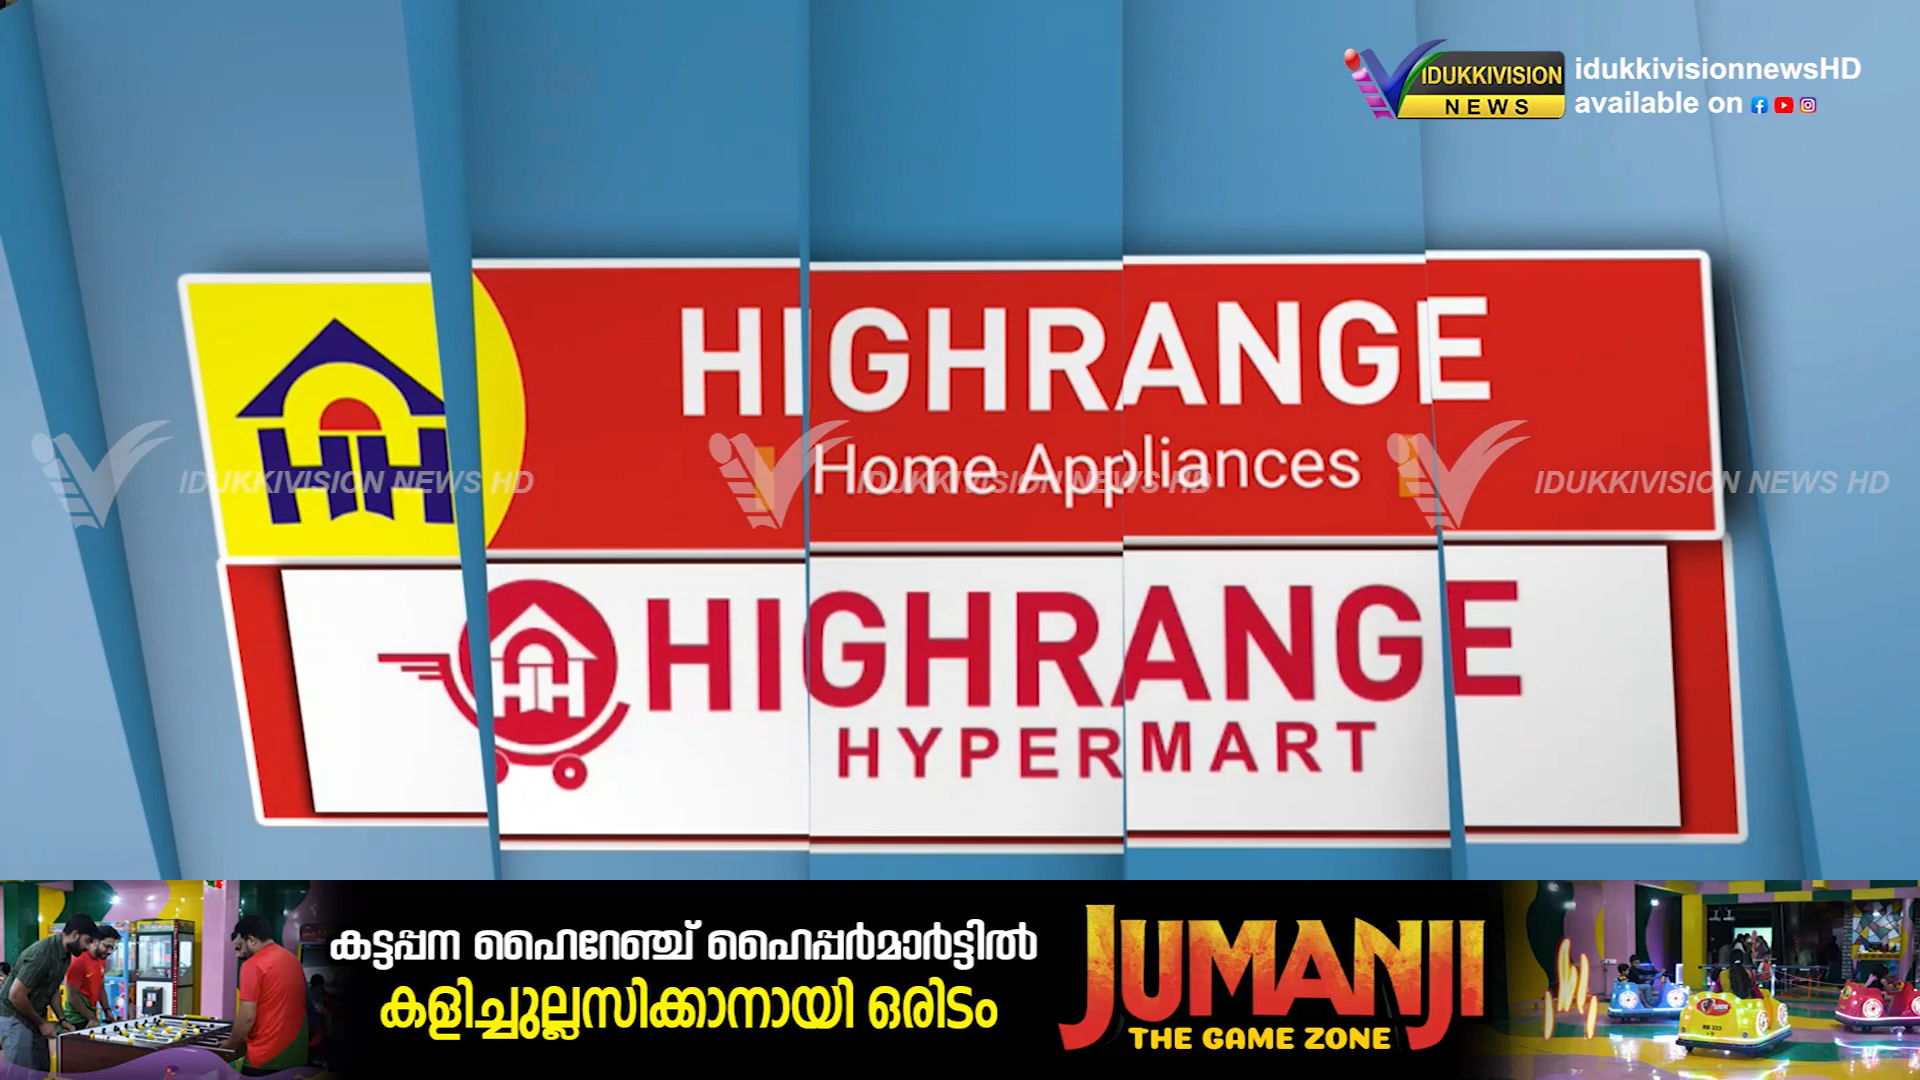 IDUKKIVISION
NEWS
idukkivisionnewsHD
available on
HIGHRANGE
Home Appliances
IDUKKIVISION NEWS HD
IDUKKIVISION NEWS HD
IDUKKIVISION NEWS HD
HIGHRANGE
HYPERMART
കട്ടപ്പന ഹൈറേഞ്ച് ഹൈപ്പർമാർട്ടിൽ
കളിച്ചുല്ലസിക്കാനായി ഒരിടം
JUMANJI
THE GAME ZONE